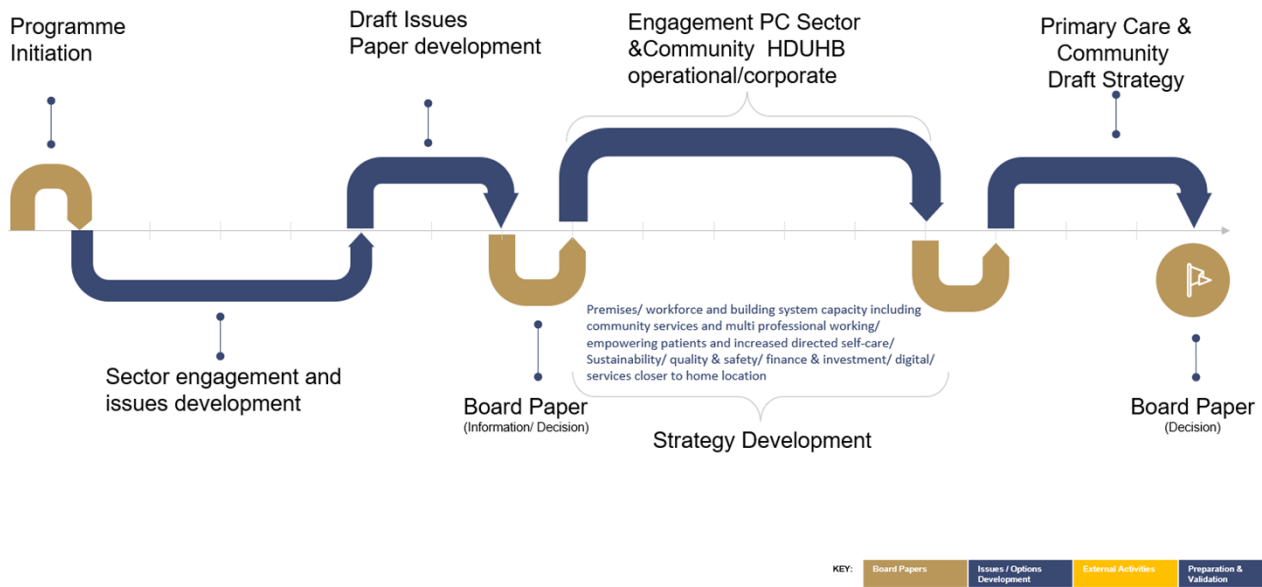 Programme
Initiation
Draft Issues
Paper development
Engagement PC Sector
&Community  HDUHB
operational/corporate
Primary Care &
Community
Draft Strategy
Sector engagement and
issues development
Board Paper
(Information/ Decision)
Premises/ workforce and building system capacity including
community services and multi professional working/
empowering patients and increased directed self-care/
Sustainability/ quality & safety/ finance & investment/ digital/
services closer to home location
Strategy Development
Board Paper
(Decision)
KEY:
Board Papers
Issues / Options
Development
External Activities
Preparation &
Validation